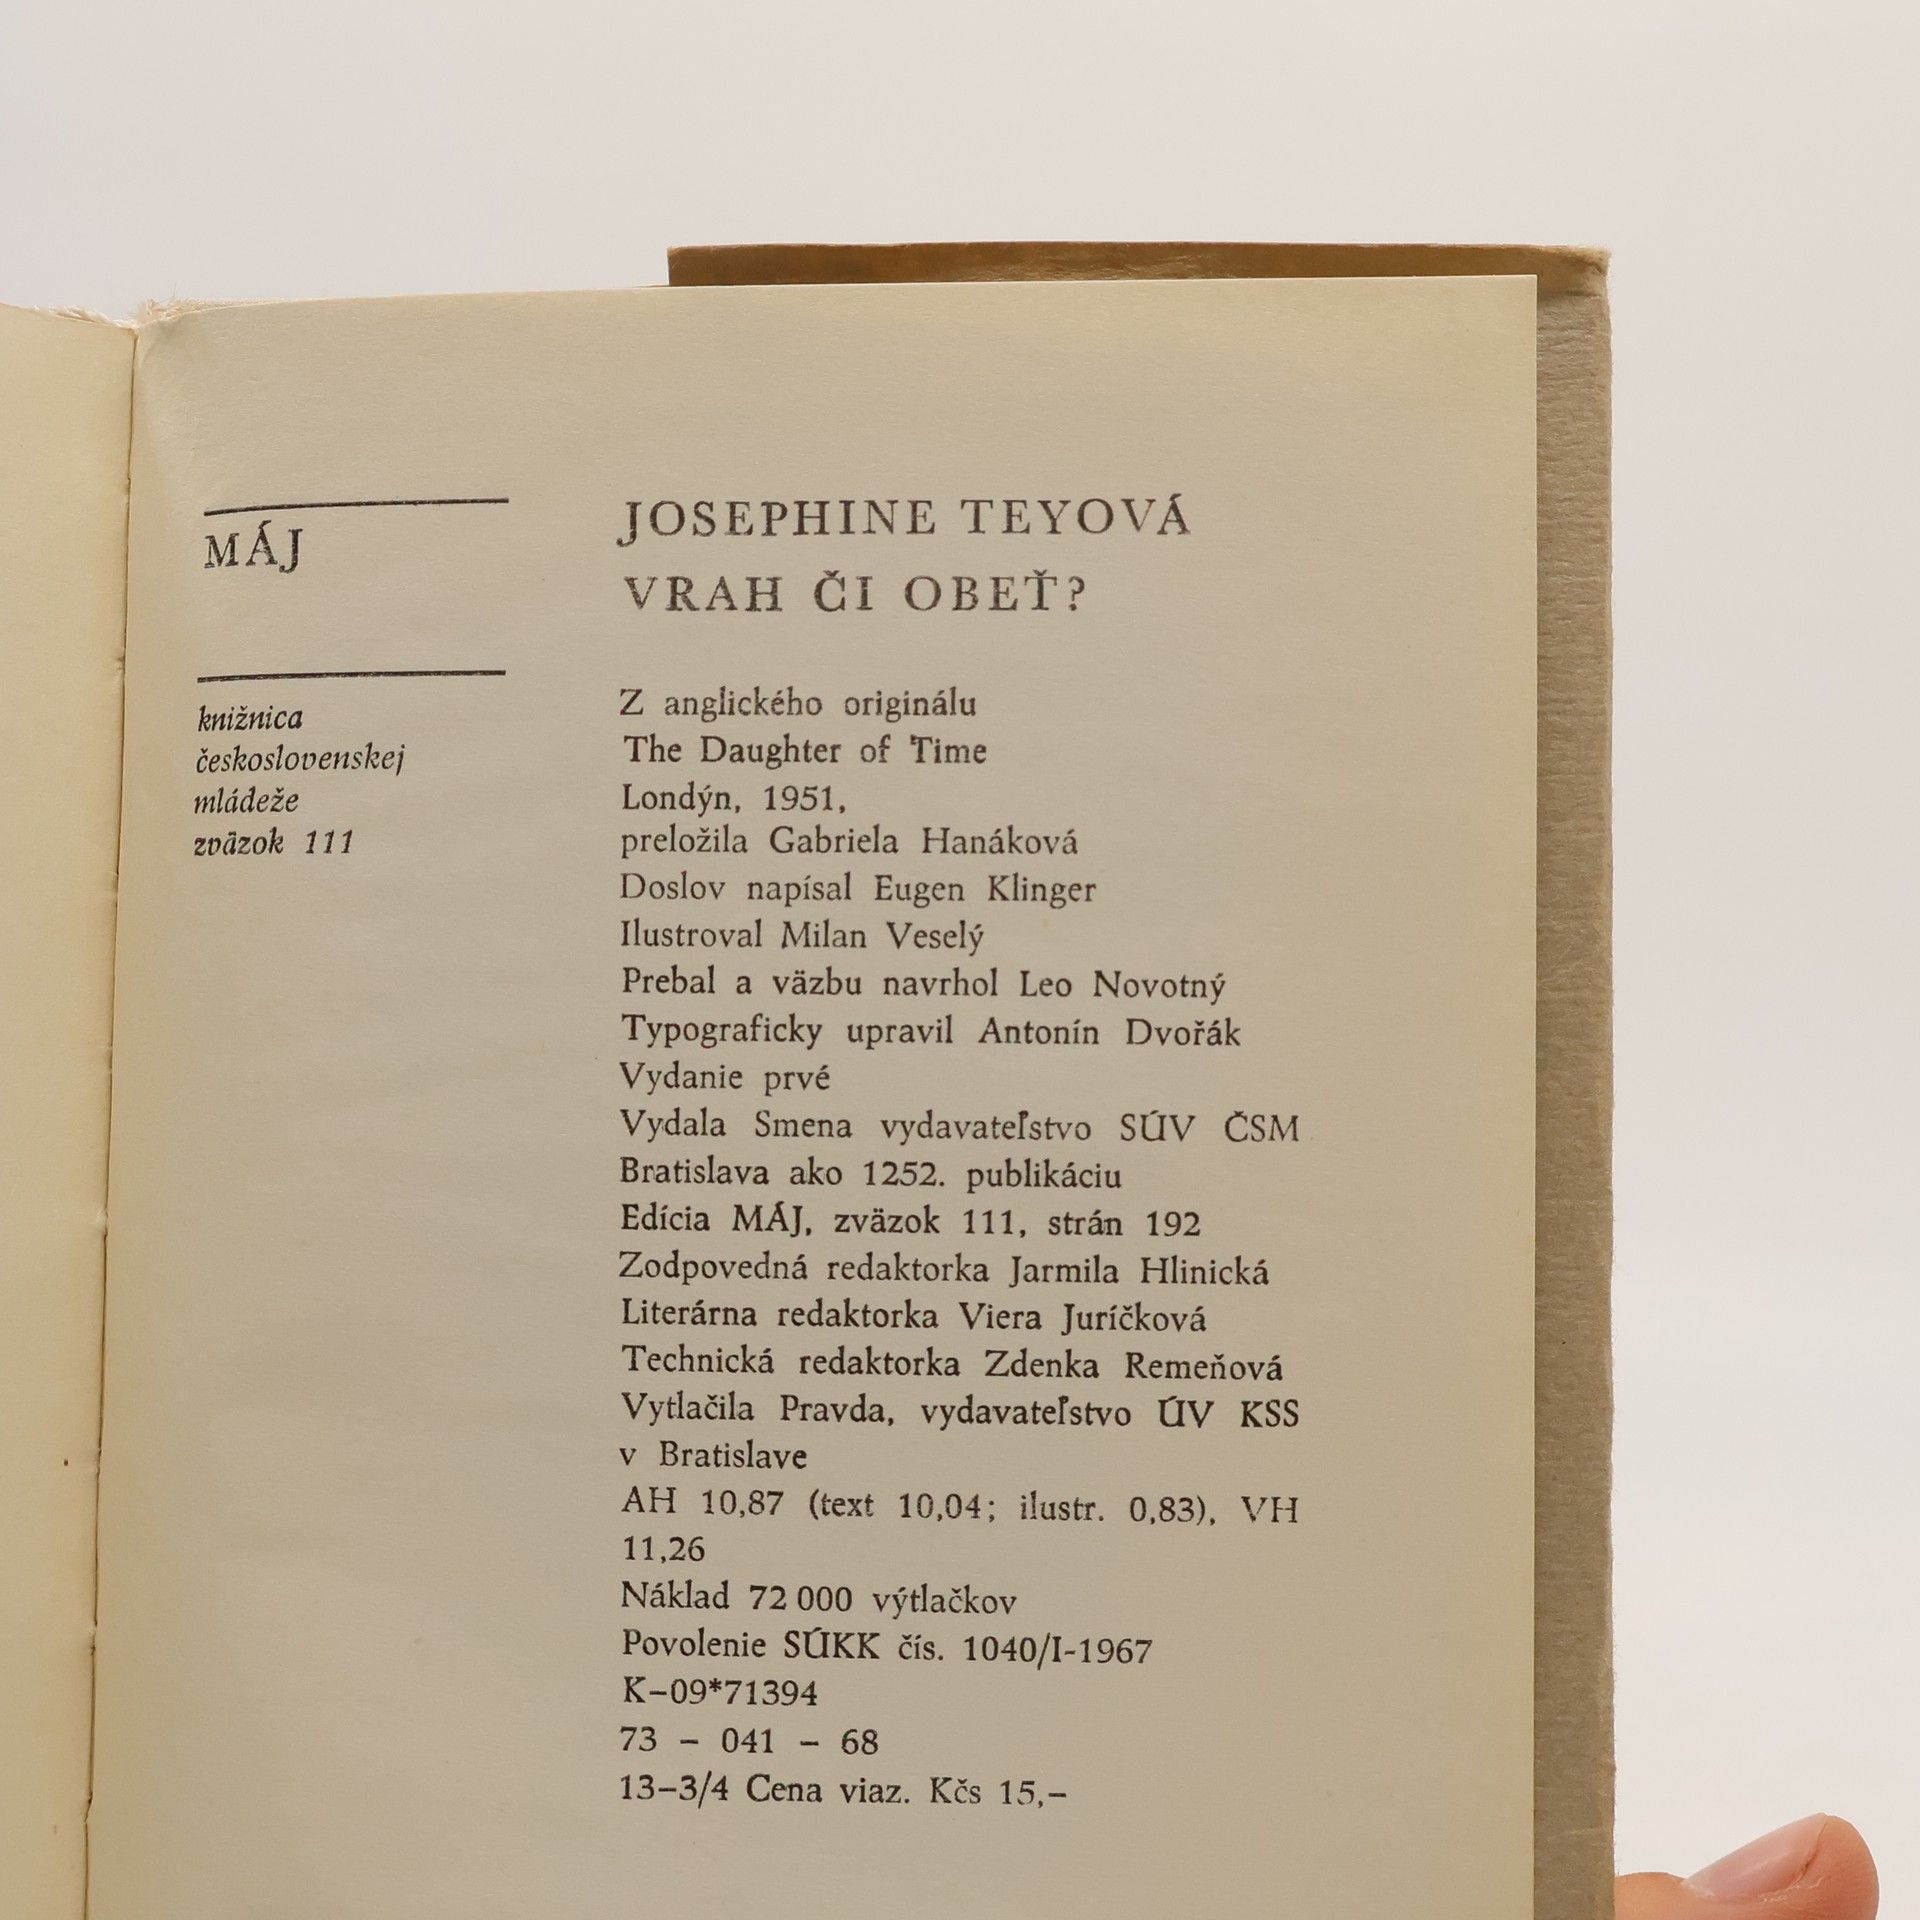 MÁJ
knižnica
československej
mládeže
zväzok 111
JOSEPHINE TEYOVÁ
VRAH ČI OBEŤ?
Z anglického originálu
The Daughter of Time
Londýn, 1951,
preložila Gabriela Hanáková
Doslov napísal Eugen Klinger
Ilustroval Milan Veselý
Prebal a väzbu navrhol Leo Novotný
Typograficky upravil Antonín Dvořák
Vydanie prvé
Vydala Smena vydavateľstvo SÚV ČSM
Bratislava ako 1252. publikáciu
Edícia MÁJ, zväzok 111, strán 192
Zodpovedná redaktorka Jarmila Hlinická
Literárna redaktorka Viera Juríčková
Technická redaktorka Zdenka Remeňová
Vytlačila Pravda, vydavateľstvo ÚV KSS
v Bratislave
AH 10,87 (text 10,04; ilustr. 0,83), VH
11,26
Náklad 72 000 výtlačkov
Povolenie SÚKK čís. 1040/I-1967
K–09*71394
73 – 041 – 68
13–3/4 Cena viaz. Kčs 15,–